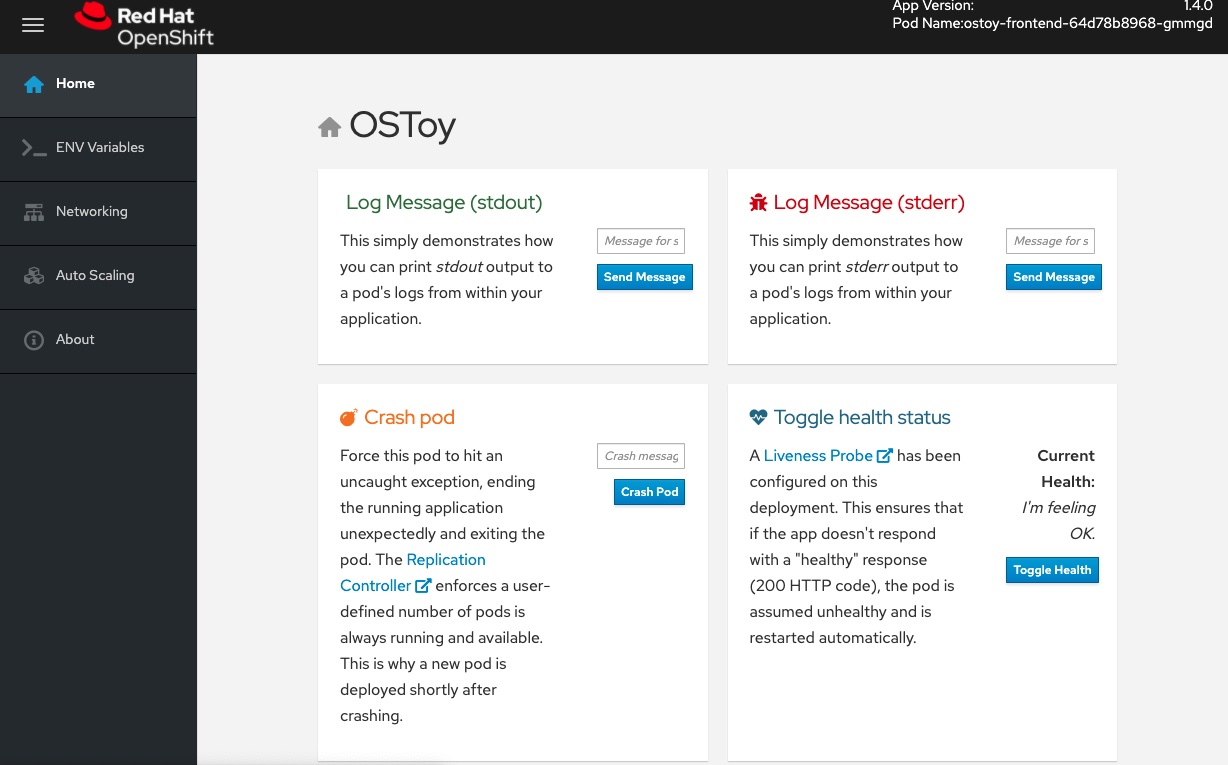 Red Hat
OpenShift
App Version: 1.4.0
Pod Name:ostoy-frontend-64d78b8968-gmmgd
Home
ENV Variables
Networking
Auto Scaling
About
OSToy
Log Message (stdout)
This simply demonstrates how
you can print stdout output to
a pod's logs from within your
application.
Message for s
Send Message
Log Message (stderr)
This simply demonstrates how
you can print stderr output to
a pod's logs from within your
application.
Message for s
Send Message
Crash pod
Force this pod to hit an
uncaught exception, ending
the running application
unexpectedly and exiting the
pod. The Replication
Controller enforces a user-
defined number of pods is
always running and available.
This is why a new pod is
deployed shortly after
crashing.
Crash messag
Crash Pod
Toggle health status
A Liveness Probe has been
configured on this
deployment. This ensures that
if the app doesn't respond
with a "healthy" response
(200 HTTP code), the pod is
assumed unhealthy and is
restarted automatically.
Current
Health:
I'm feeling
OK.
Toggle Health